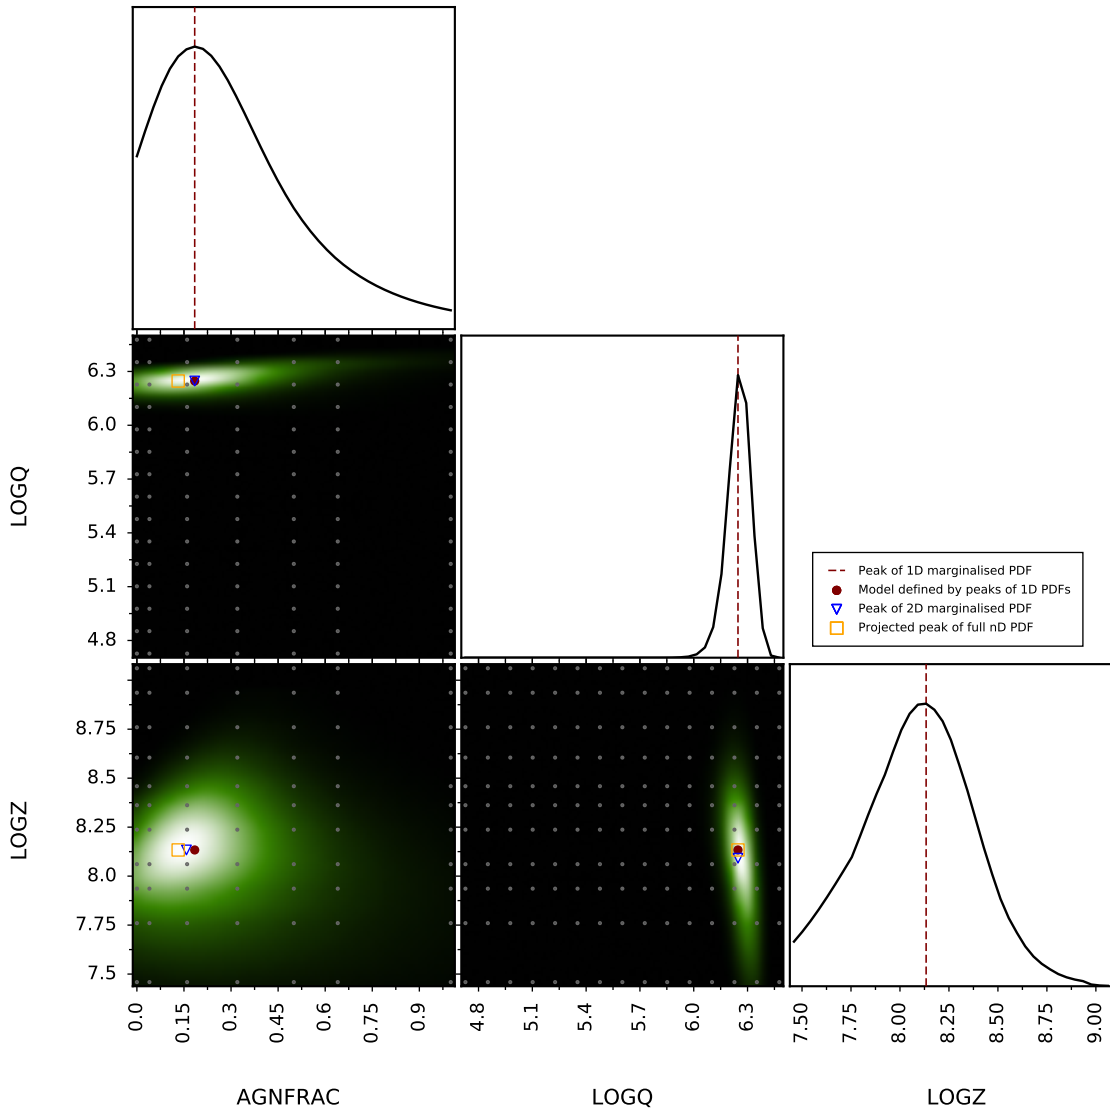 6.3
6.0
5.7
5.4
5.1
4.8
LOGQ
Peak of 1D marginalised PDF
Model defined by peaks of 1D PDFs
Peak of 2D marginalised PDF
Projected peak of full nD PDF
8.75
8.5
8.25
8.0
7.75
7.5
LOGZ
0.0 0.15 0.3 0.45 0.6 0.75 0.9
4.8 5.1 5.4 5.7 6.0 6.3
7.50 7.75 8.00 8.25 8.50 8.75 9.00
AGNFRAC
LOGQ
LOGZ